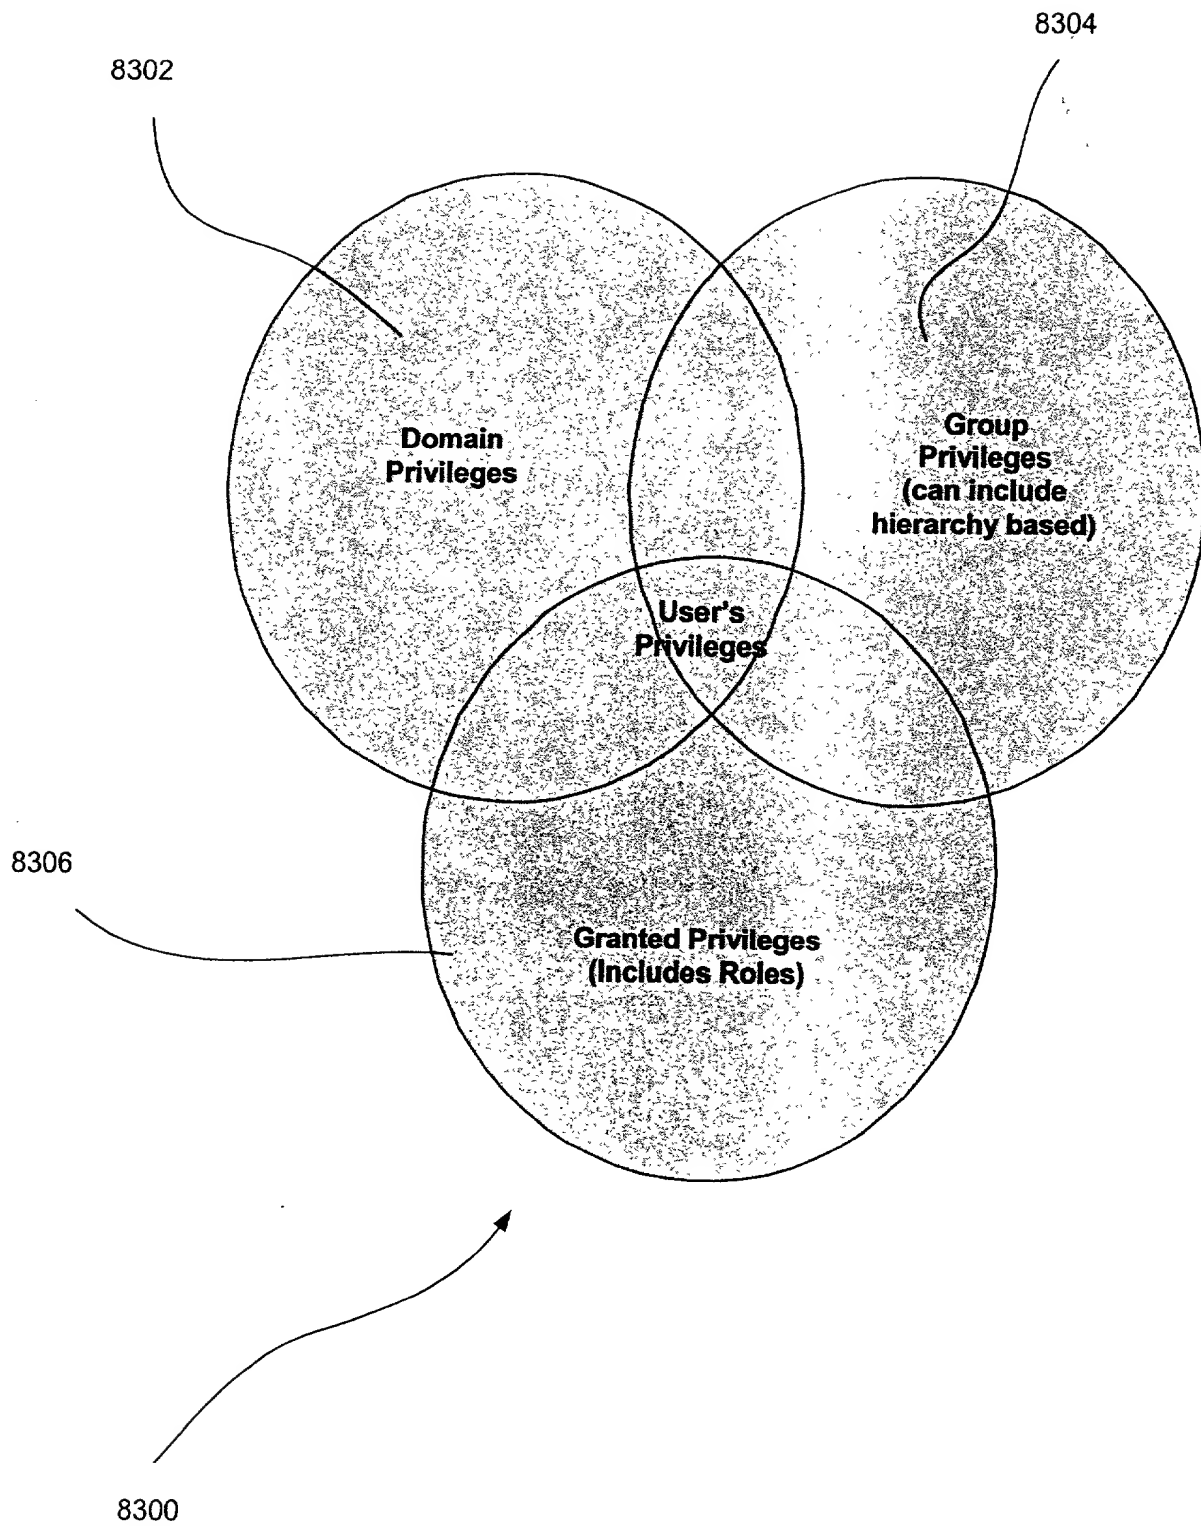 8304
8302
Domain
Privileges
Group
Privileges
(can include
hierarchy based)
User's
Privileges
8306
Granted Privileges
(Includes Roles)
8300